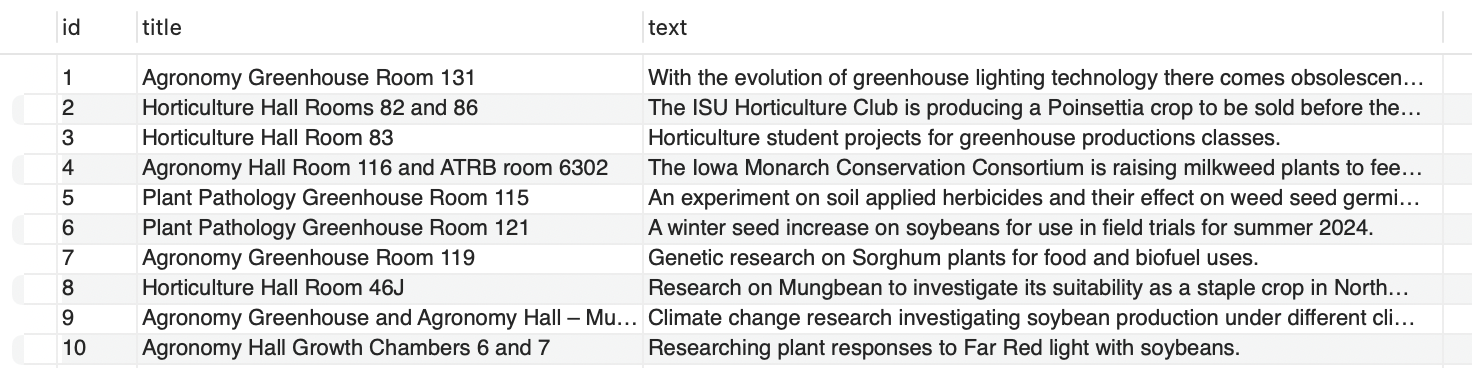 id title text
1 Agronomy Greenhouse Room 131 With the evolution of greenhouse lighting technology there comes obsolescen…
2 Horticulture Hall Rooms 82 and 86 The ISU Horticulture Club is producing a Poinsettia crop to be sold before the…
3 Horticulture Hall Room 83 Horticulture student projects for greenhouse productions classes.
4 Agronomy Hall Room 116 and ATRB room 6302 The Iowa Monarch Conservation Consortium is raising milkweed plants to fee…
5 Plant Pathology Greenhouse Room 115 An experiment on soil applied herbicides and their effect on weed seed germi…
6 Plant Pathology Greenhouse Room 121 A winter seed increase on soybeans for use in field trials for summer 2024.
7 Agronomy Greenhouse Room 119 Genetic research on Sorghum plants for food and biofuel uses.
8 Horticulture Hall Room 46J Research on Mungbean to investigate its suitability as a staple crop in North…
9 Agronomy Greenhouse and Agronomy Hall – Mu… Climate change research investigating soybean production under different cli…
10 Agronomy Hall Growth Chambers 6 and 7 Researching plant responses to Far Red light with soybeans.